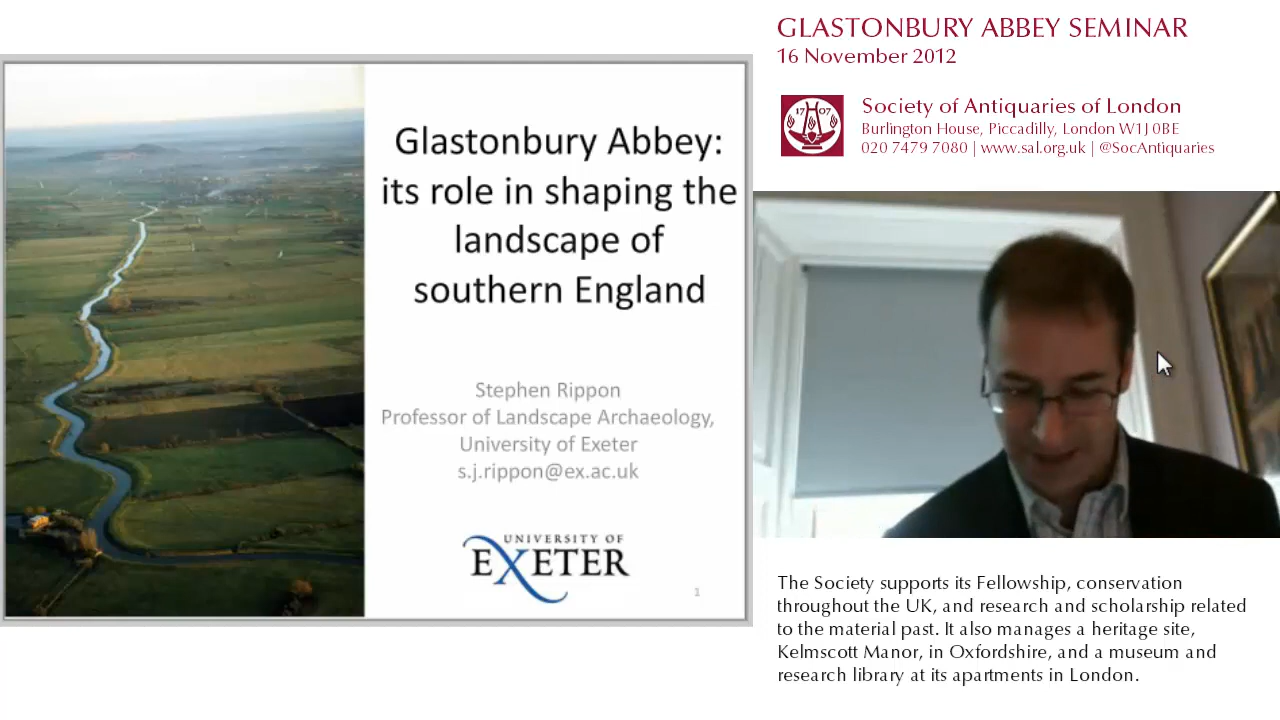 GLASTONBURY ABBEY SEMINAR
16 November 2012
17 07
Society of Antiquaries of London
Burlington House, Piccadilly, London W1J 0BE
020 7479 7080 | www.sal.org.uk | @SocAntiquaries
Glastonbury Abbey:
its role in shaping the
landscape of
southern England
Stephen Rippon
Professor of Landscape Archaeology,
University of Exeter
s.j.rippon@ex.ac.uk
UNIVERSITY OF
EXETER
1
The Society supports its Fellowship, conservation
throughout the UK, and research and scholarship related
to the material past. It also manages a heritage site,
Kelmscott Manor, in Oxfordshire, and a museum and
research library at its apartments in London.